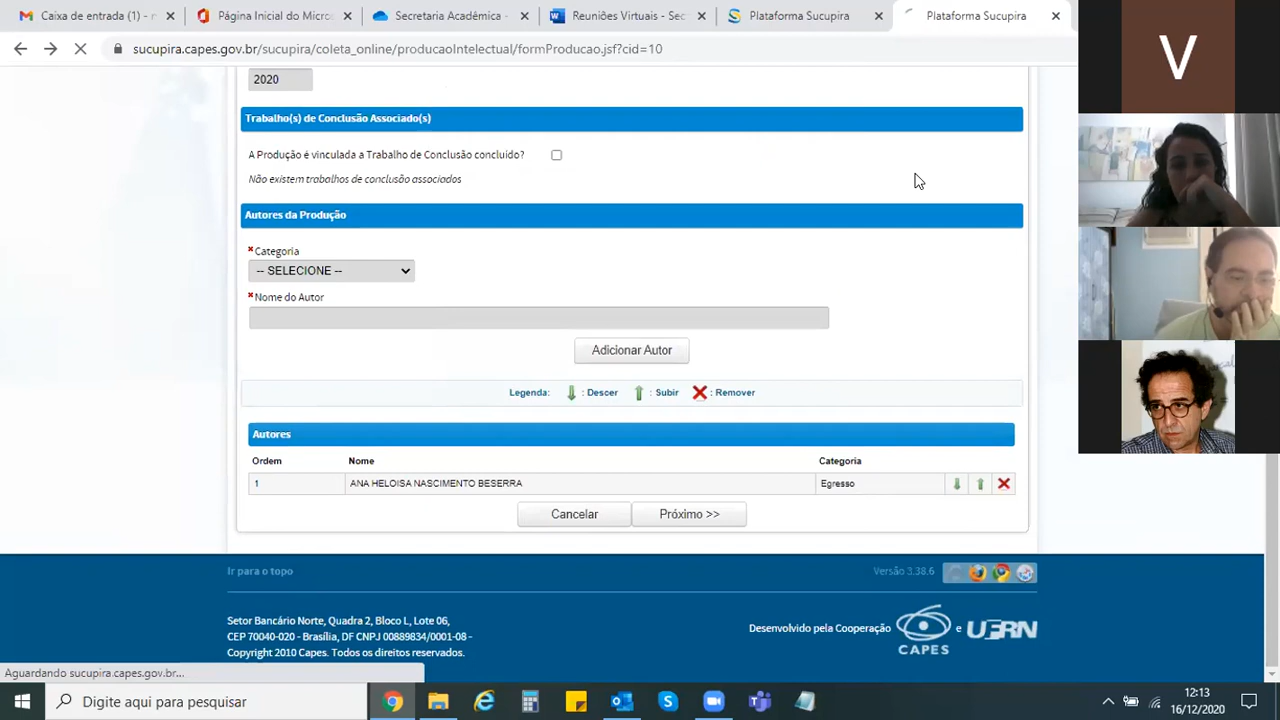 Caixa de entrada (1) -
Página Inicial do Micros
Secretaria Acadêmica -
Reuniões Virtuais - Sec
Plataforma Sucupira
Plataforma Sucupira
sucupira.capes.gov.br/sucupira/coleta_online/producaoIntelectual/formProducao.jsf?cid=10
V
2020
Trabalho(s) de Conclusão Associado(s)
A Produção é vinculada a Trabalho de Conclusão concluído?
Não existem trabalhos de conclusão associados
Autores da Produção
* Categoria
-- SELECIONE --
* Nome do Autor
Adicionar Autor
Legenda: : Descer : Subir : Remover
Autores
Ordem Nome Categoria
1 ANA HELOISA NASCIMENTO BESERRA Egresso
Cancelar Próximo >>
Ir para o topo
Versão 3.38.6
Setor Bancário Norte, Quadra 2, Bloco L, Lote 06,
CEP 70040-020 - Brasília, DF CNPJ 00889834/0001-08 -
Copyright 2010 Capes. Todos os direitos reservados.
Desenvolvido pela Cooperação CAPES e UFRN
Aguardando sucupira.capes.gov.br...
Digite aqui para pesquisar
12:13
16/12/2020